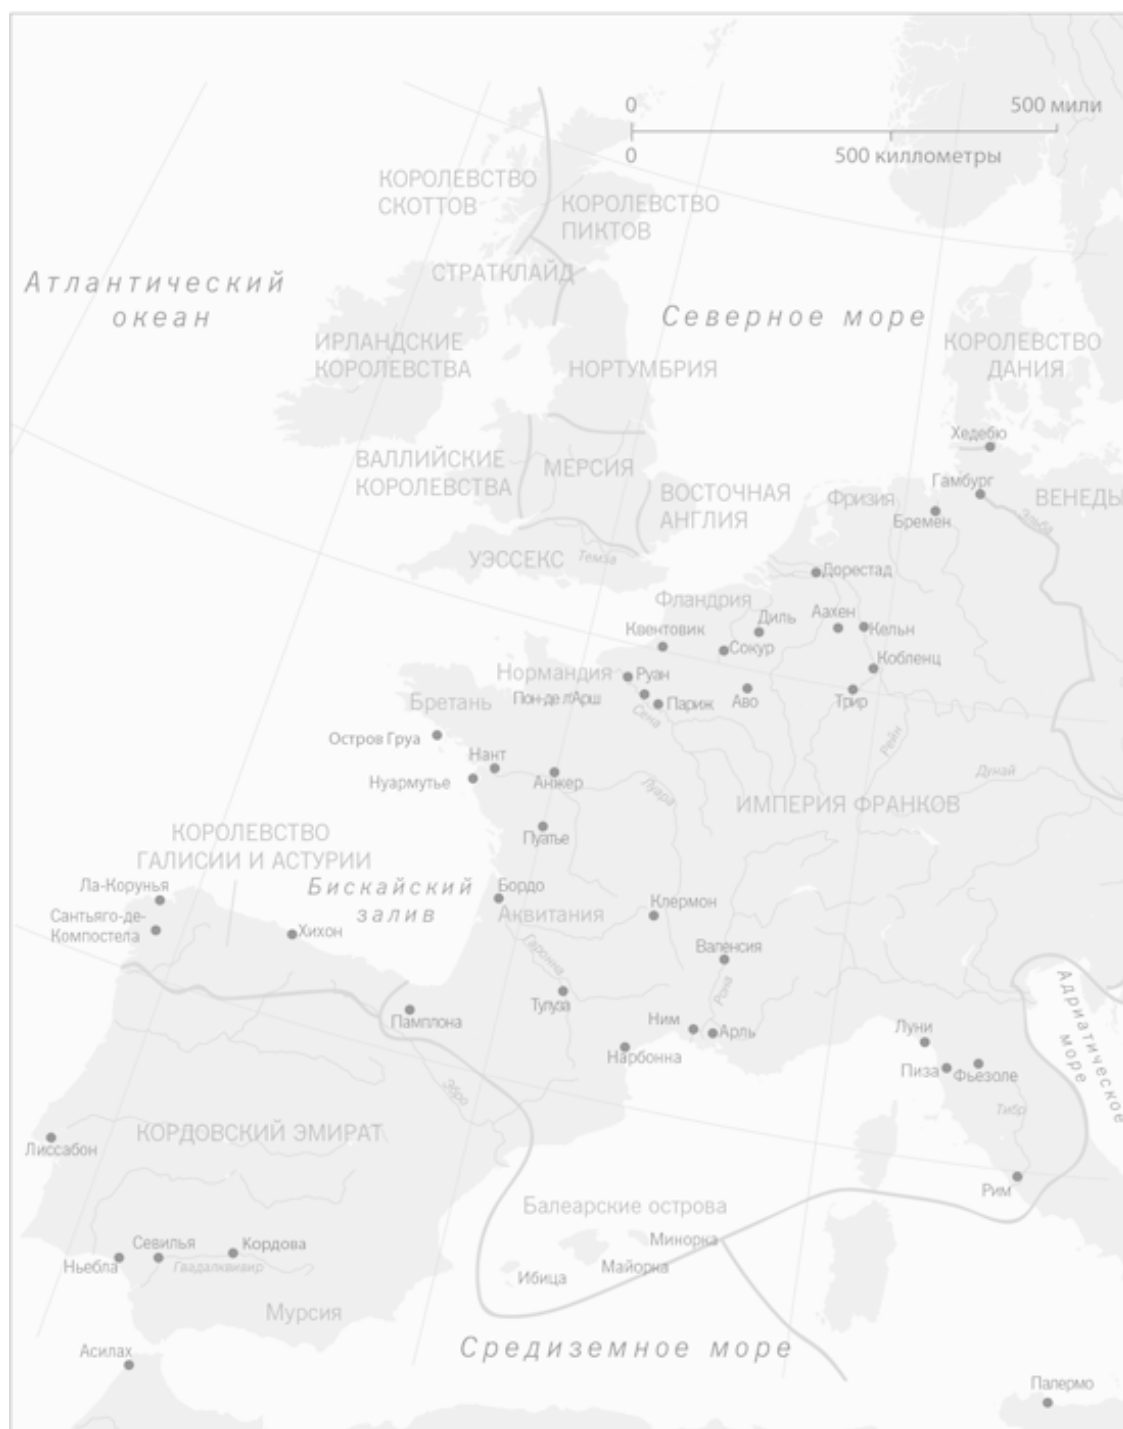 0
500 мили
0
500 киллометры
КОРОЛЕВСТВО
СКОТТОВ
КОРОЛЕВСТВО
ПИКТОВ
СТРАТКЛАЙД
Атлантический
океан
Северное море
ИРЛАНДСКИЕ
КОРОЛЕВСТВА
НОРТУМБРИЯ
КОРОЛЕВСТВО
ДАНИЯ
Хедебю
ВАЛЛИЙСКИЕ
КОРОЛЕВСТВА
МЕРСИЯ
ВОСТОЧНАЯ
АНГЛИЯ
Фризия
Гамбург
ВЕНЕДЫ
Бремен
Эльба
УЭССЕКС
Темза
Дорестад
Фландрия
Диль
Аахен
Квентовик
Сокур
Кельн
Кобленц
Нормандия
Руан
Пон-де л'Арш
Париж
Аво
Трир
Бретань
Сена
Остров Груа
Рейн
Нант
Нуармутье
Анжер
Луара
Дунай
ИМПЕРИЯ ФРАНКОВ
Пуатье
КОРОЛЕВСТВО
ГАЛИСИИ И АСТУРИИ
Ла-Корунья
Бискайский
залив
Бордо
Аквитания
Клермон
Сантьяго-де-
Компостела
Хихон
Гаронна
Валенсия
Рона
Тулуза
Памплона
Ним
Арль
Нарбонна
Луни
Пиза
Фьезоле
Адриатическое
море
Эбро
Тибр
КОРДОВСКИЙ ЭМИРАТ
Лиссабон
Рим
Балеарские острова
Минорка
Майорка
Ибица
Севилья
Кордова
Ньебла
Гвадалквивир
Мурсия
Средиземное море
Асилах
Палермо